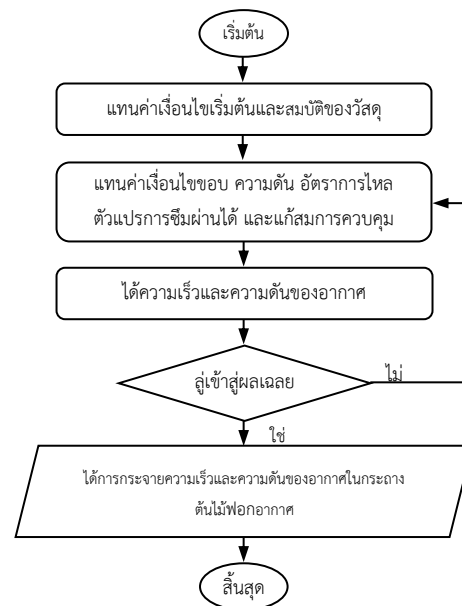 เริ่มต้น
แทนค่าเงื่อนไขเริ่มต้นและสมบัติของวัสดุ
แทนค่าเงื่อนไขขอบ ความดัน อัตราการไหล
ตัวแปรการซึมผ่านได้ และแก้สมการควบคุม
ได้ความเร็วและความดันของอากาศ
ลู่เข้าสู่ผลเฉลย
ไม่
ใช่
ได้การกระจายความเร็วและความดันของอากาศในกระถาง
ต้นไม้ฟอกอากาศ
สิ้นสุด